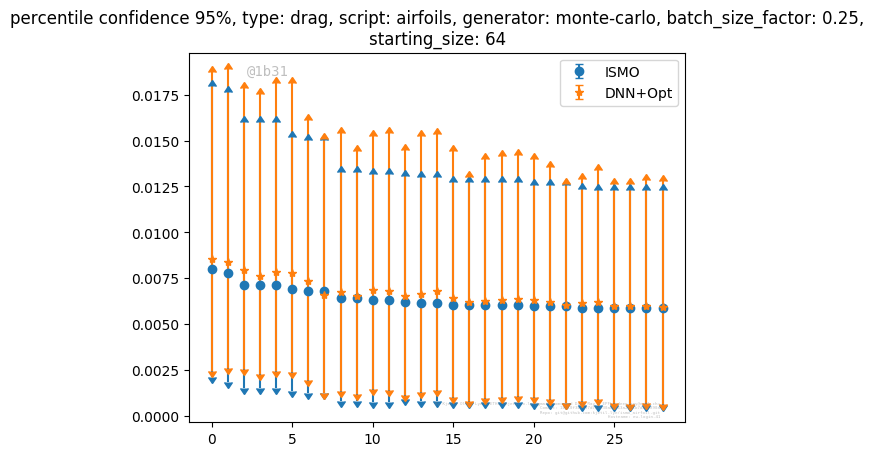 percentile confidence 95%, type: drag, script: airfoils, generator: monte-carlo, batch_size_factor: 0.25,
starting_size: 64
@1b31
ISMO
DNN+Opt
0.0175
0.0150
0.0125
0.0100
0.0075
0.0050
0.0025
0.0000
0
5
10
15
20
25